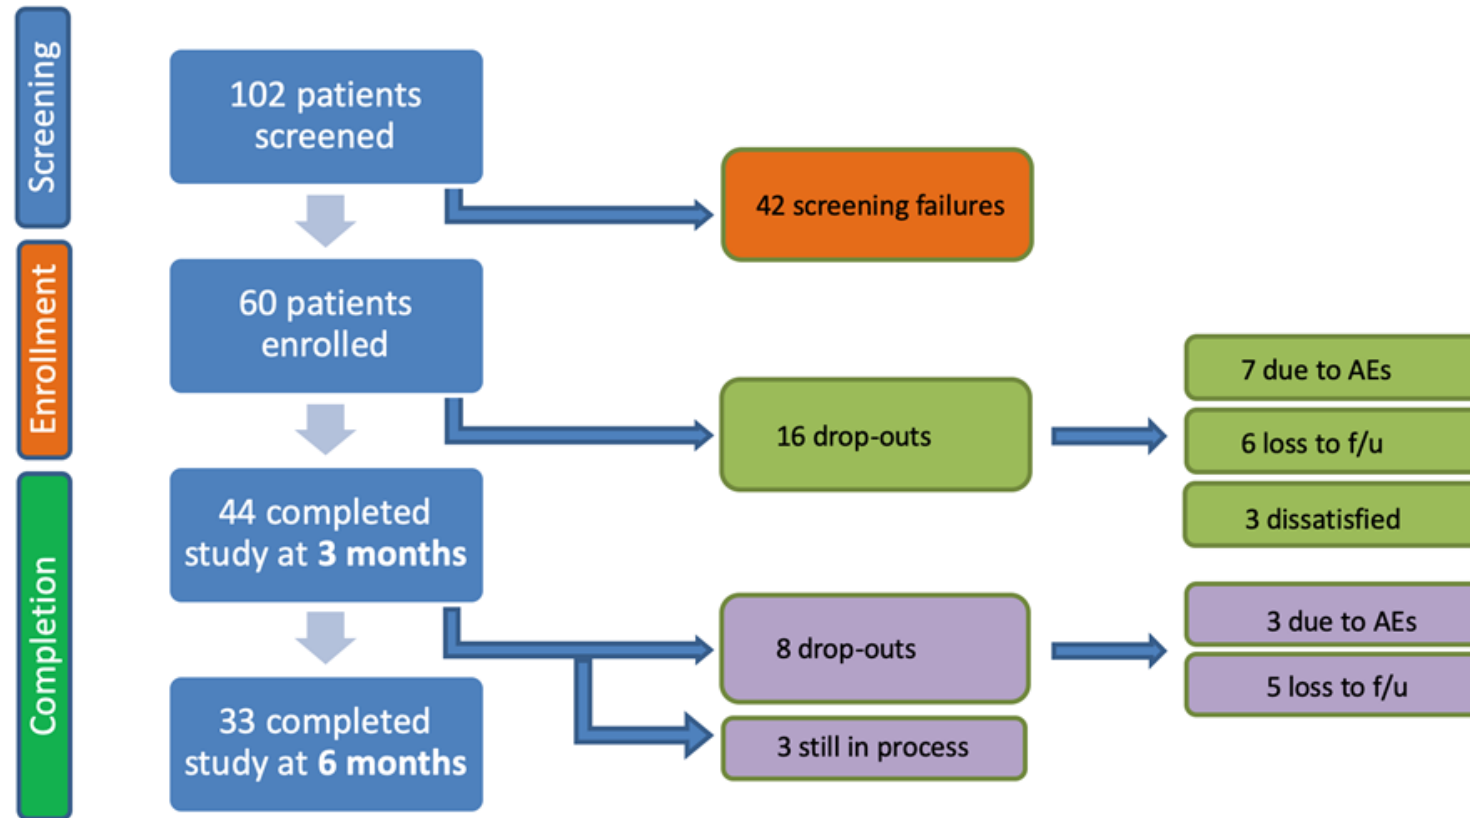 Screening
102 patients
screened
42 screening failures
Enrollment
60 patients
enrolled
16 drop-outs
7 due to AEs
6 loss to f/u
3 dissatisfied
Completion
44 completed
study at 3 months
8 drop-outs
3 still in process
3 due to AEs
5 loss to f/u
33 completed
study at 6 months